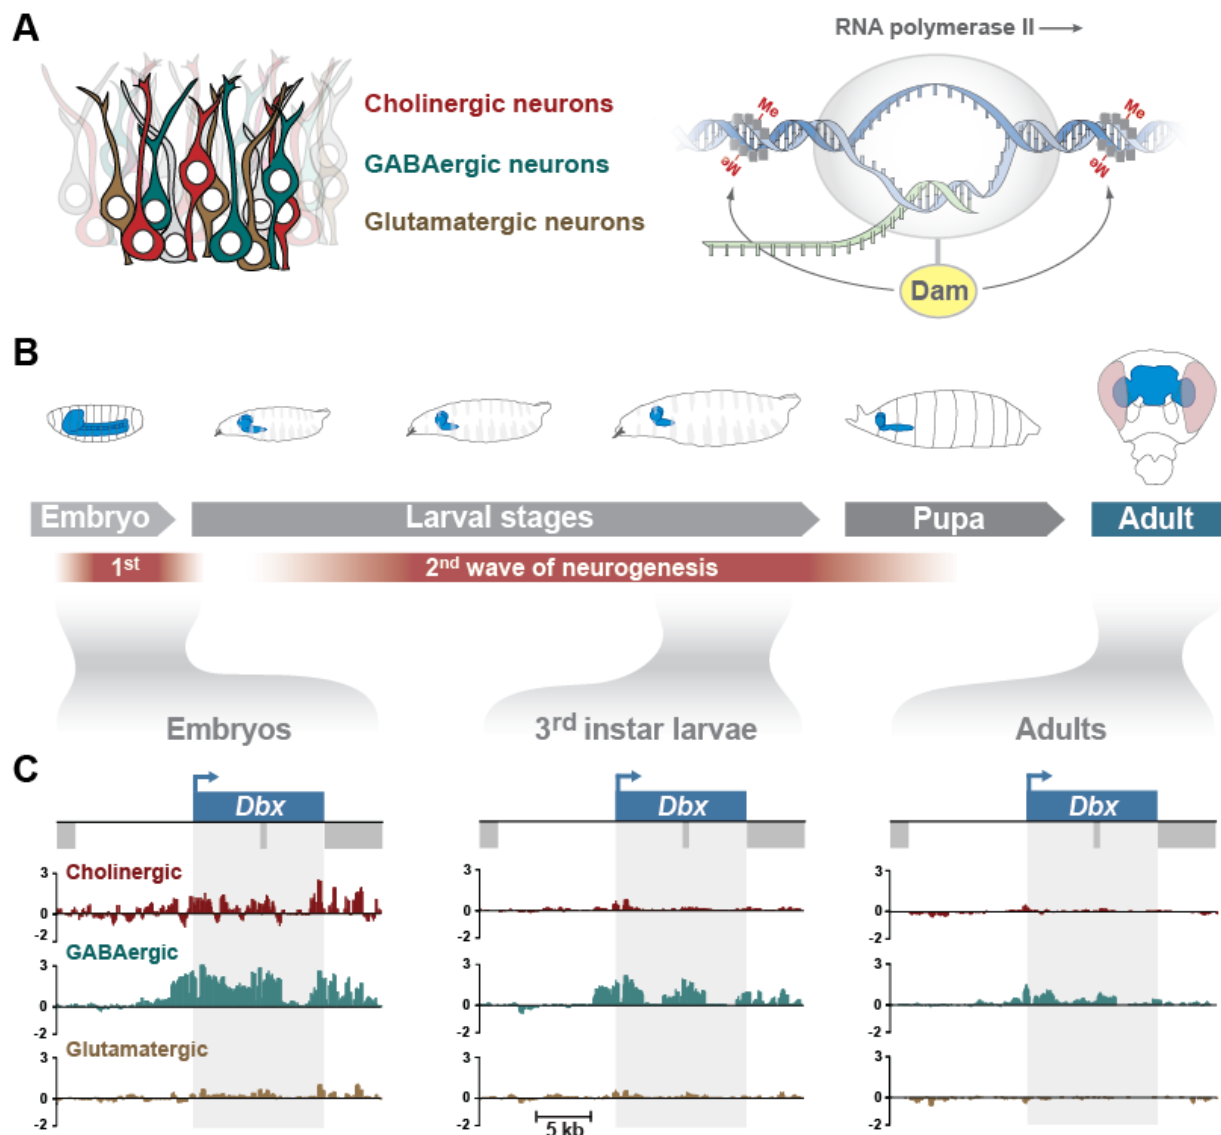 A
RNA polymerase II
Cholinergic neurons
GABAergic neurons
Glutamatergic neurons
Me
Me
Me
Me
Dam
B
Embryo
Larval stages
Pupa
Adult
1st
2nd wave of neurogenesis
Embryos
3rd instar larvae
Adults
C
Dbx
Dbx
Dbx
Cholinergic
3
0
-2
3
0
-2
3
0
-2
GABAergic
3
0
-2
3
0
-2
3
0
-2
Glutamatergic
3
0
-2
3
0
-2
3
0
-2
5 kb